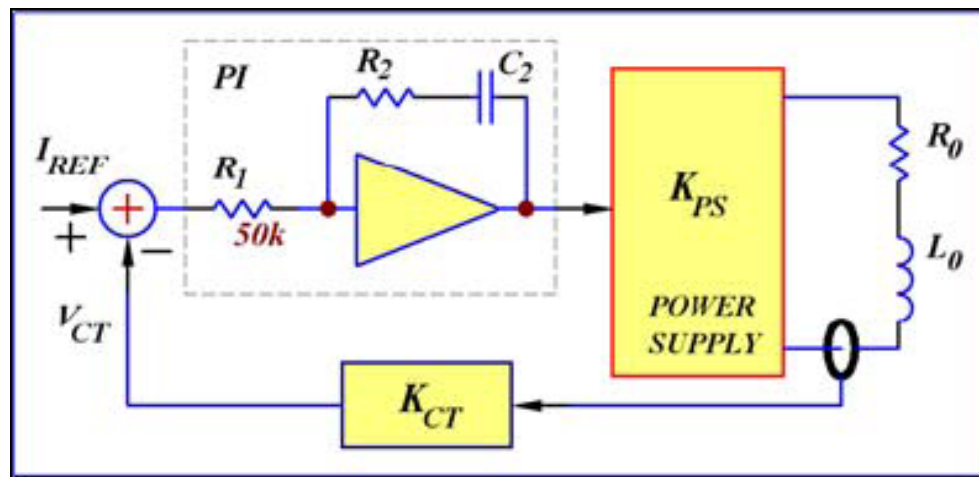 PI
R2
C2
IREF
R1
50k
+
+
−
VCT
KPS
POWER
SUPPLY
R0
L0
KCT